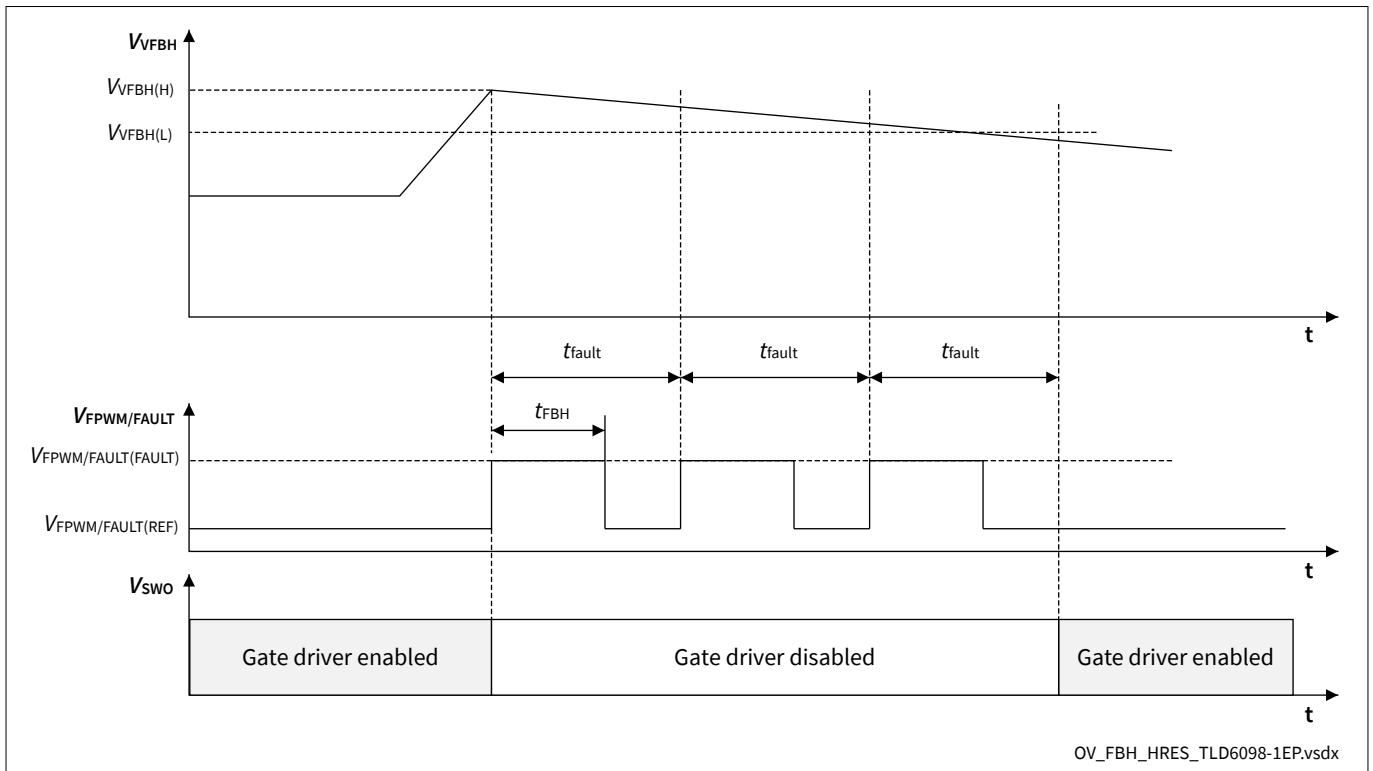 VVFBH
VVFBH(H)
VVFBH(L)
t
tfault tfault tfault
VFPWM/FAULT
tFBH
VFPWM/FAULT(FAULT)
VFPWM/FAULT(REF)
t
VSWO
Gate driver enabled Gate driver disabled Gate driver enabled
t
OV_FBH_HRES_TLD6098-1EP.vsdx